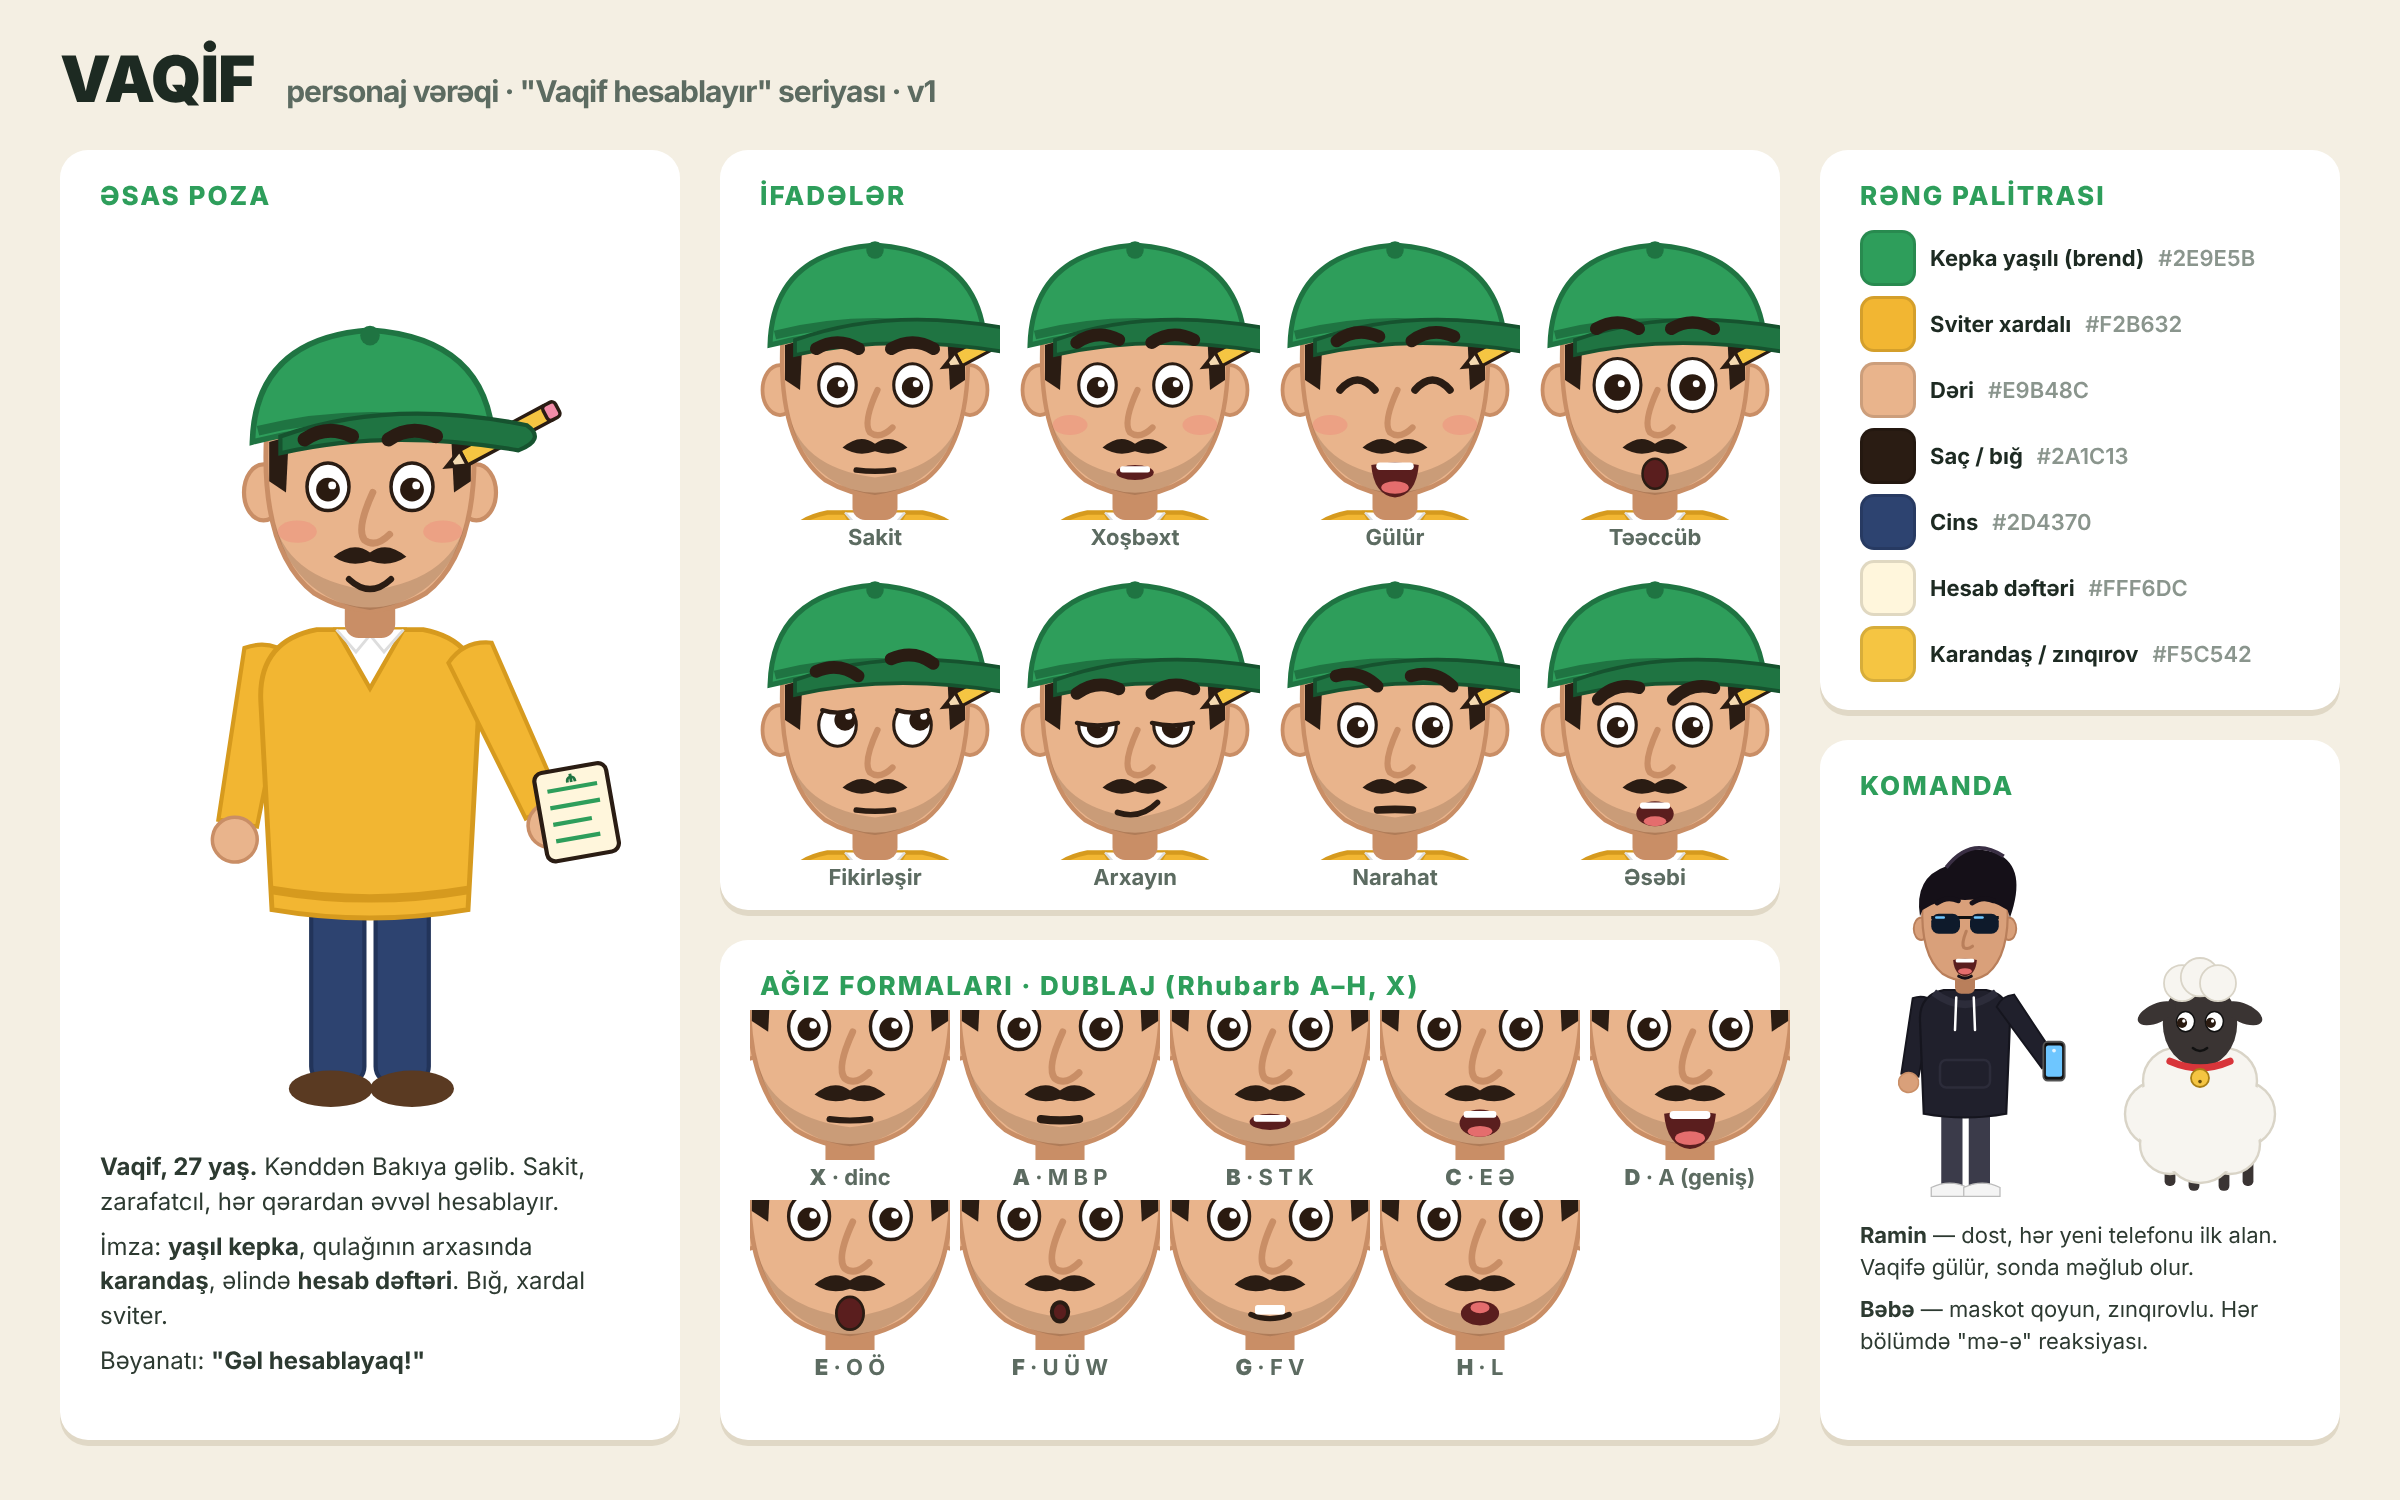 VAQİF
personaj vərəqi · "Vaqif hesablayır" seriyası · v1
ƏSAS POZA
Vaqif, 27 yaş. Kənddən Bakıya gəlib. Sakit,
zarafatcıl, hər qərardan əvvəl hesablayır.
İmza: yaşıl kepka, qulağının arxasında
karandaş, əlində hesab dəftəri. Bığ, xardal
sviter.
Bəyanatı: "Gəl hesablayaq!"
İFADƏLƏR
Sakit
Xoşbəxt
Gülür
Təəccüb
Fikirləşir
Arxayın
Narahat
Əsəbi
AĞIZ FORMALARI · DUBLAJ (Rhubarb A–H, X)
X · dinc
A · M B P
B · S T K
C · E Ə
D · A (geniş)
E · O Ö
F · U Ü W
G · F V
H · L
RƏNG PALİTRASI
Kepka yaşılı (brend) #2E9E5B
Sviter xardalı #F2B632
Dəri #E9B48C
Saç / bığ #2A1C13
Cins #2D4370
Hesab dəftəri #FFF6DC
Karandaş / zınqırov #F5C542
KOMANDA
Ramin — dost, hər yeni telefonu ilk alan.
Vaqifə gülür, sonda məğlub olur.
Bəbə — maskot qoyun, zınqırovlu. Hər
bölümdə "mə-ə" reaksiyası.